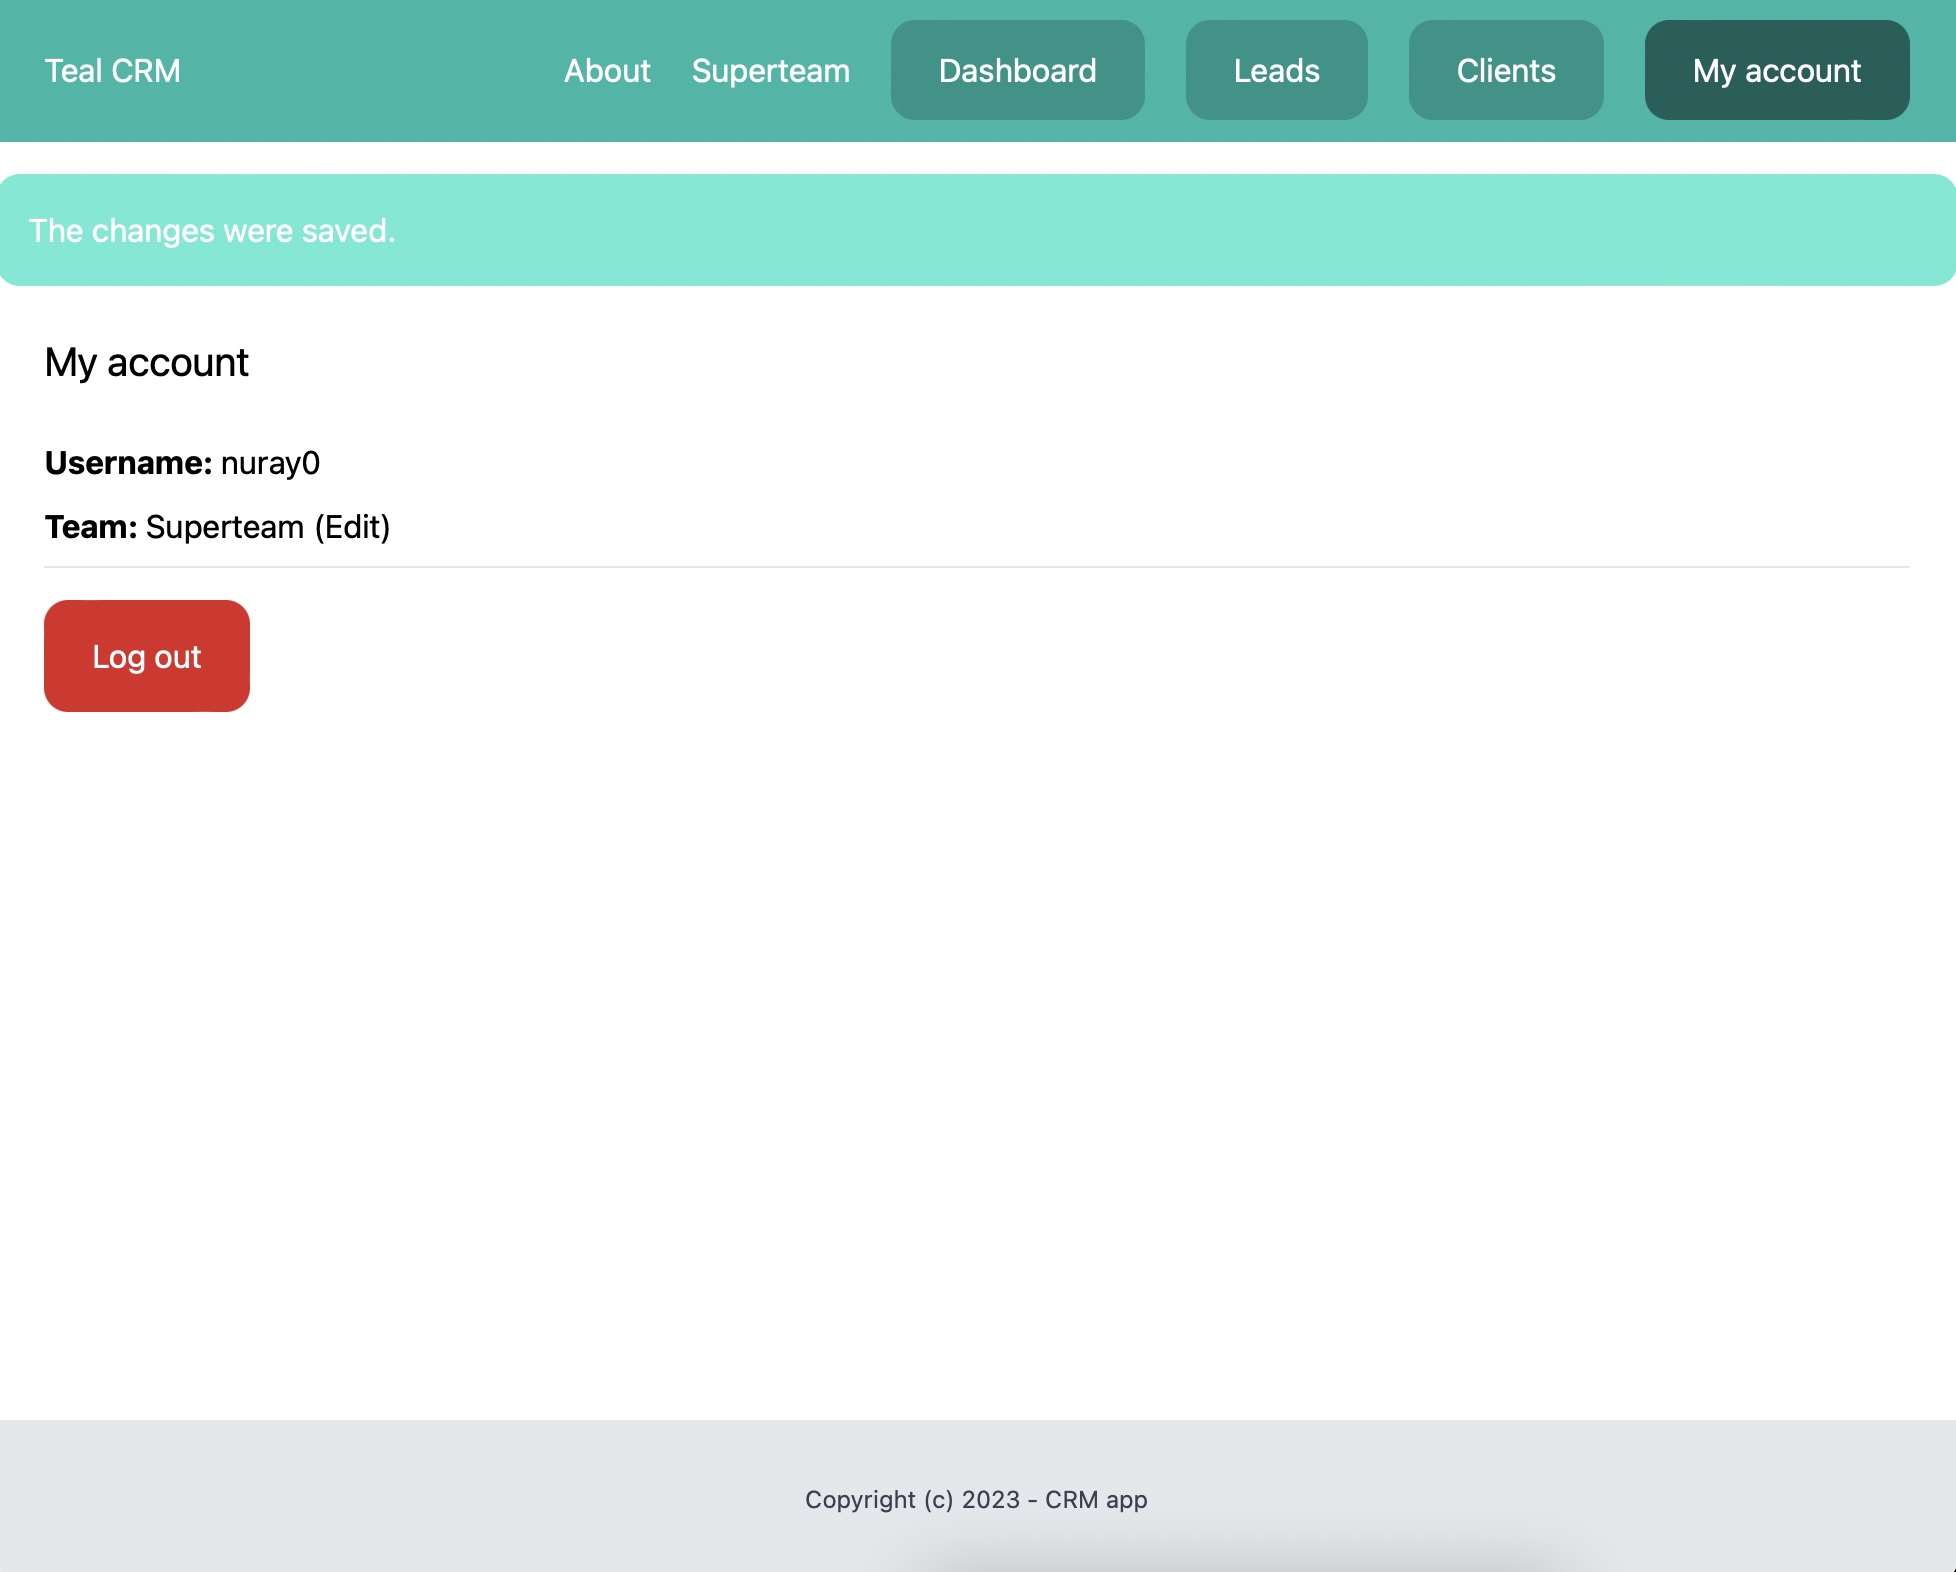 Teal CRM About Superteam Dashboard Leads Clients My account
The changes were saved.
My account
Username: nuray0
Team: Superteam (Edit)
Log out
Copyright (c) 2023 - CRM app